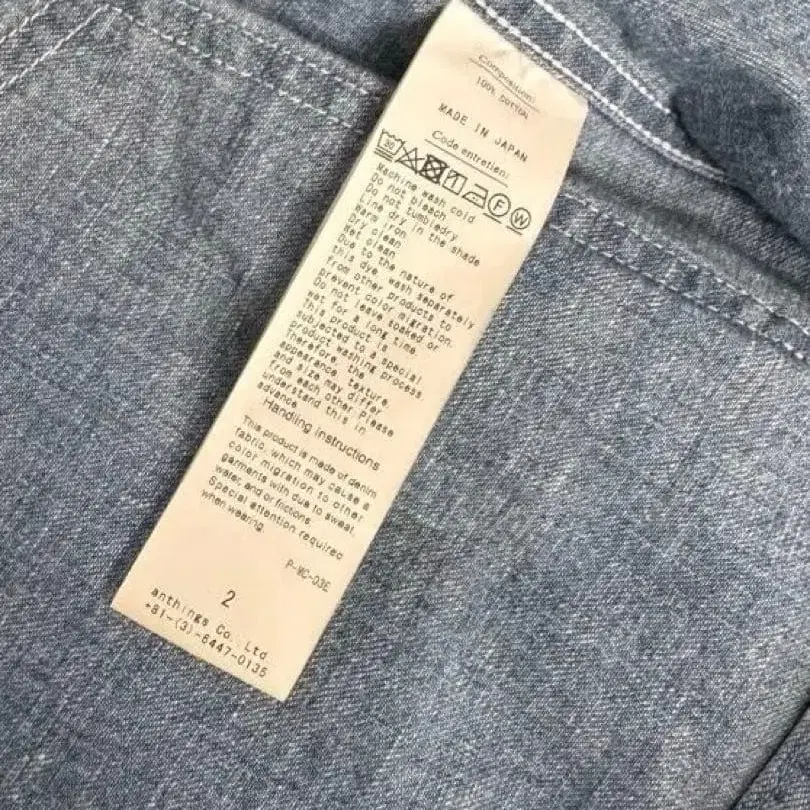 Composition:
100% COTTON
MADE IN JAPAN
Code entretien:
30
F
W
Machine wash cold
Do not bleach
Do not tumbledry
Line dry in the shade
Warm iron
Dry clean
Wet clean
Due to the nature of
this dye, wash separately
from other products to
prevent color migration.
Do not leave soaked or
wet for a long time.
This product is
subjected to a special
product washing process,
therefore, the
appearance, texture
and size may differ
from each other. Please
understand this in
advance.
Handling instructions
This product is made of denim
fabric, which may cause a
color migration to other
garments with due to sweat,
water, and or frictions.
Special attention required
when wearing.
P-WC-03E
2
anthings Co., Ltd.
+81-(3)-6447-0135